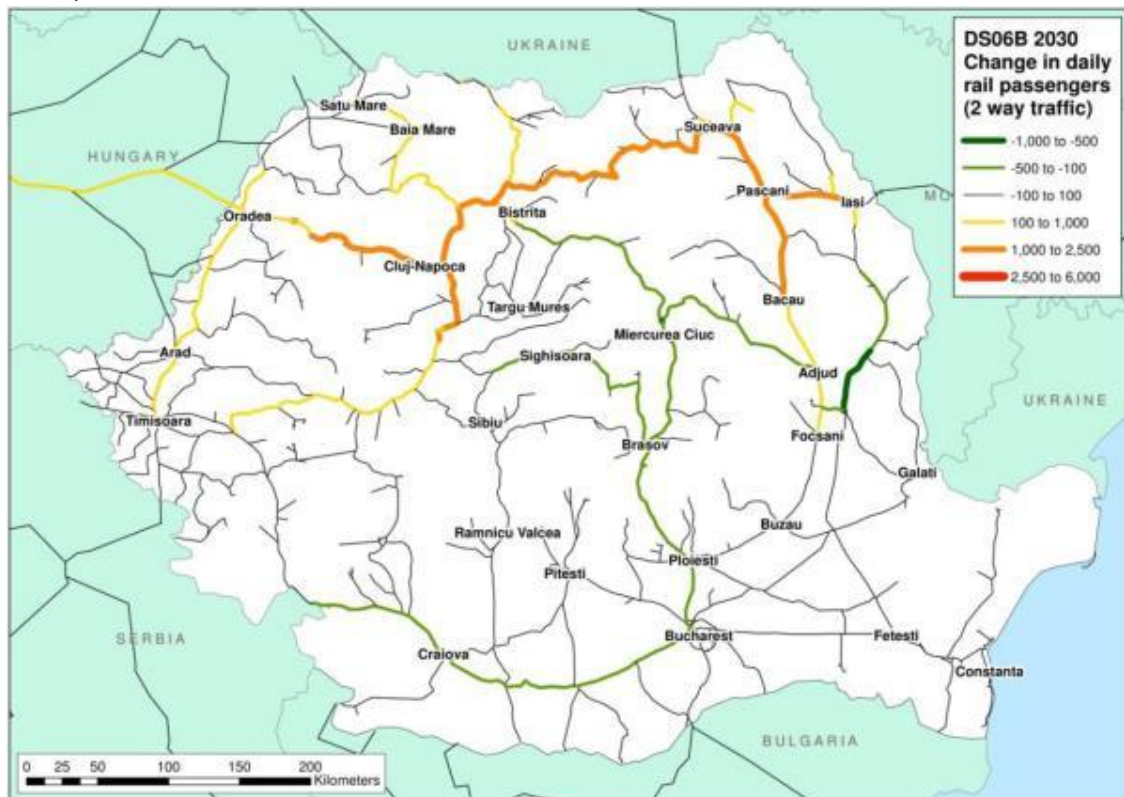 UKRAINE
DS06B 2030
Change in daily
rail passengers
(2 way traffic)
-1,000 to -500
-500 to -100
-100 to 100
100 to 1,000
1,000 to 2,500
2,500 to 6,000
Satu Mare
Baia Mare
Suceava
HUNGARY
Pascani
Iasi
MO
Oradea
Bistrita
Cluj-Napoca
Bacau
Targu Mures
Miercurea Ciuc
Arad
Sighisoara
Adjud
UKRAINE
Timisoara
Sibiu
Focsani
Brasov
Galati
Buzau
Ramnicu Valcea
Ploiesti
Pitesti
SERBIA
Bucharest
Fetesti
Craiova
Constanta
BULGARIA
0 25 50 100 150 200
Kilometers